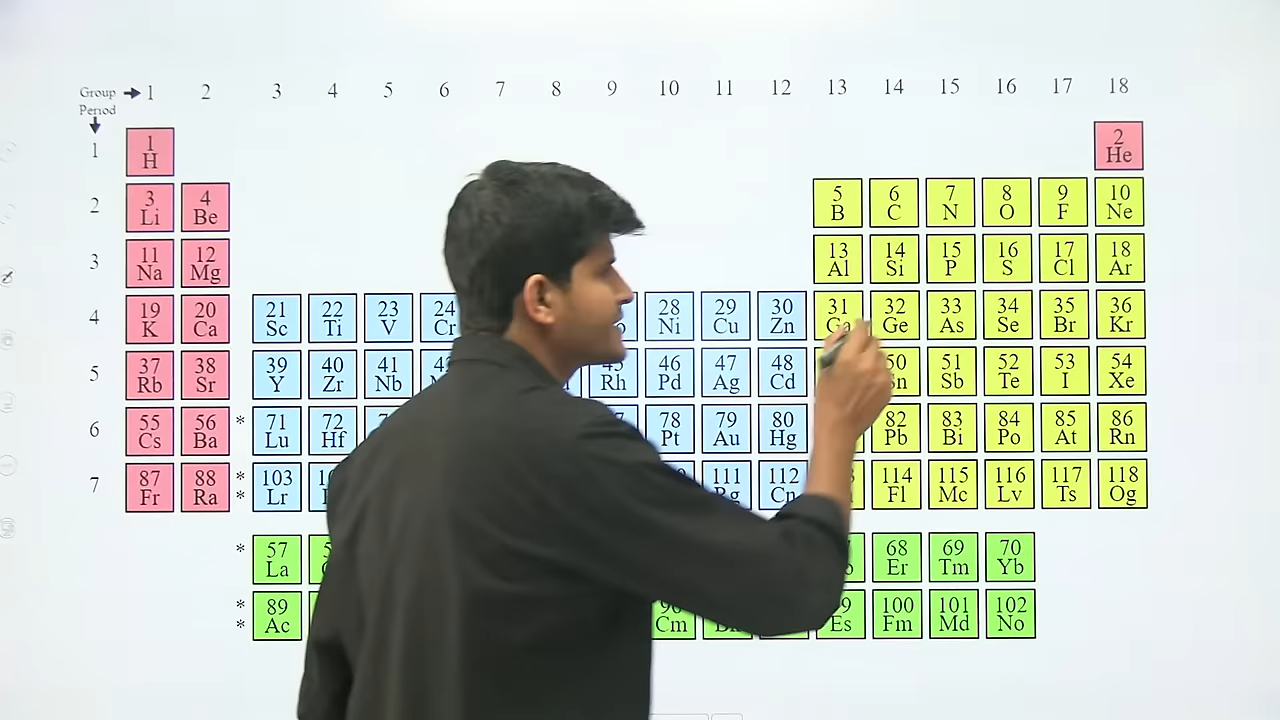 Group → 1 2 3 4 5 6 7 8 9 10 11 12 13 14 15 16 17 18
Period
1 1 H 2 He
2 3 Li 4 Be 5 B 6 C 7 N 8 O 9 F 10 Ne
3 11 Na 12 Mg 13 Al 14 Si 15 P 16 S 17 Cl 18 Ar
4 19 K 20 Ca 21 Sc 22 Ti 23 V 24 Cr 28 Ni 29 Cu 30 Zn 31 Ga 32 Ge 33 As 34 Se 35 Br 36 Kr
5 37 Rb 38 Sr 39 Y 40 Zr 41 Nb 45 Rh 46 Pd 47 Ag 48 Cd 50 Sn 51 Sb 52 Te 53 I 54 Xe
6 55 Cs 56 Ba * 71 Lu 72 Hf 78 Pt 79 Au 80 Hg 82 Pb 83 Bi 84 Po 85 At 86 Rn
7 87 Fr 88 Ra * * 103 Lr 111 Rg 112 Cn 114 Fl 115 Mc 116 Lv 117 Ts 118 Og
* 57 La 68 Er 69 Tm 70 Yb
* * 89 Ac 96 Cm 99 Es 100 Fm 101 Md 102 No